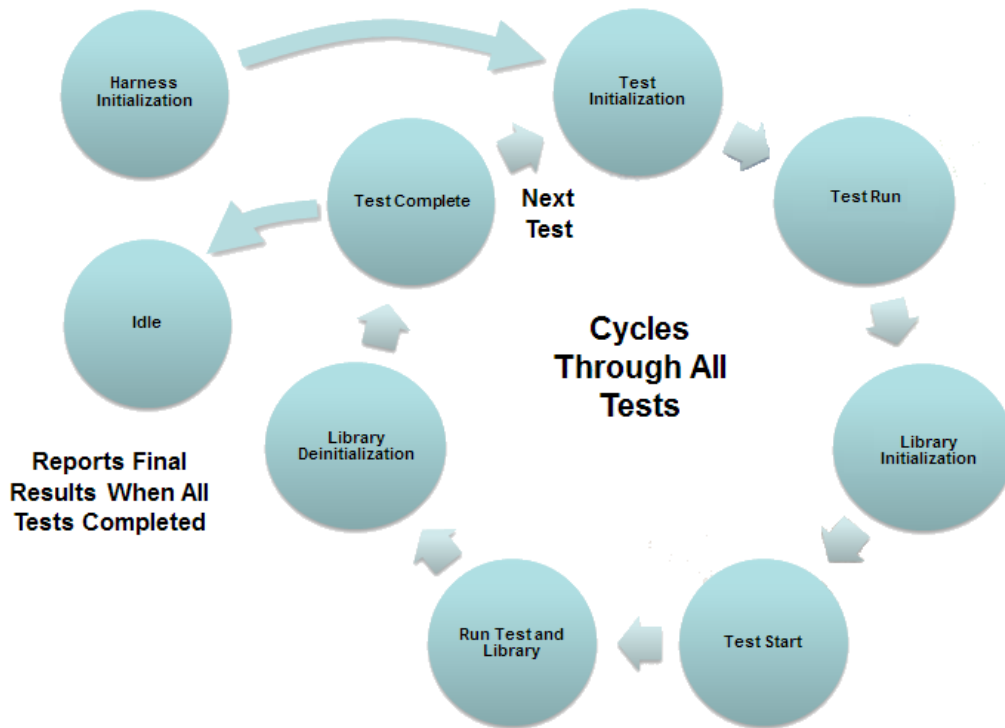 Harness
Initialization
Test
Initialization
Test Complete
Next
Test
Test Run
Idle
Cycles
Through All
Tests
Library
Deinitialization
Library
Initialization
Reports Final
Results When All
Tests Completed
Run Test and
Library
Test Start